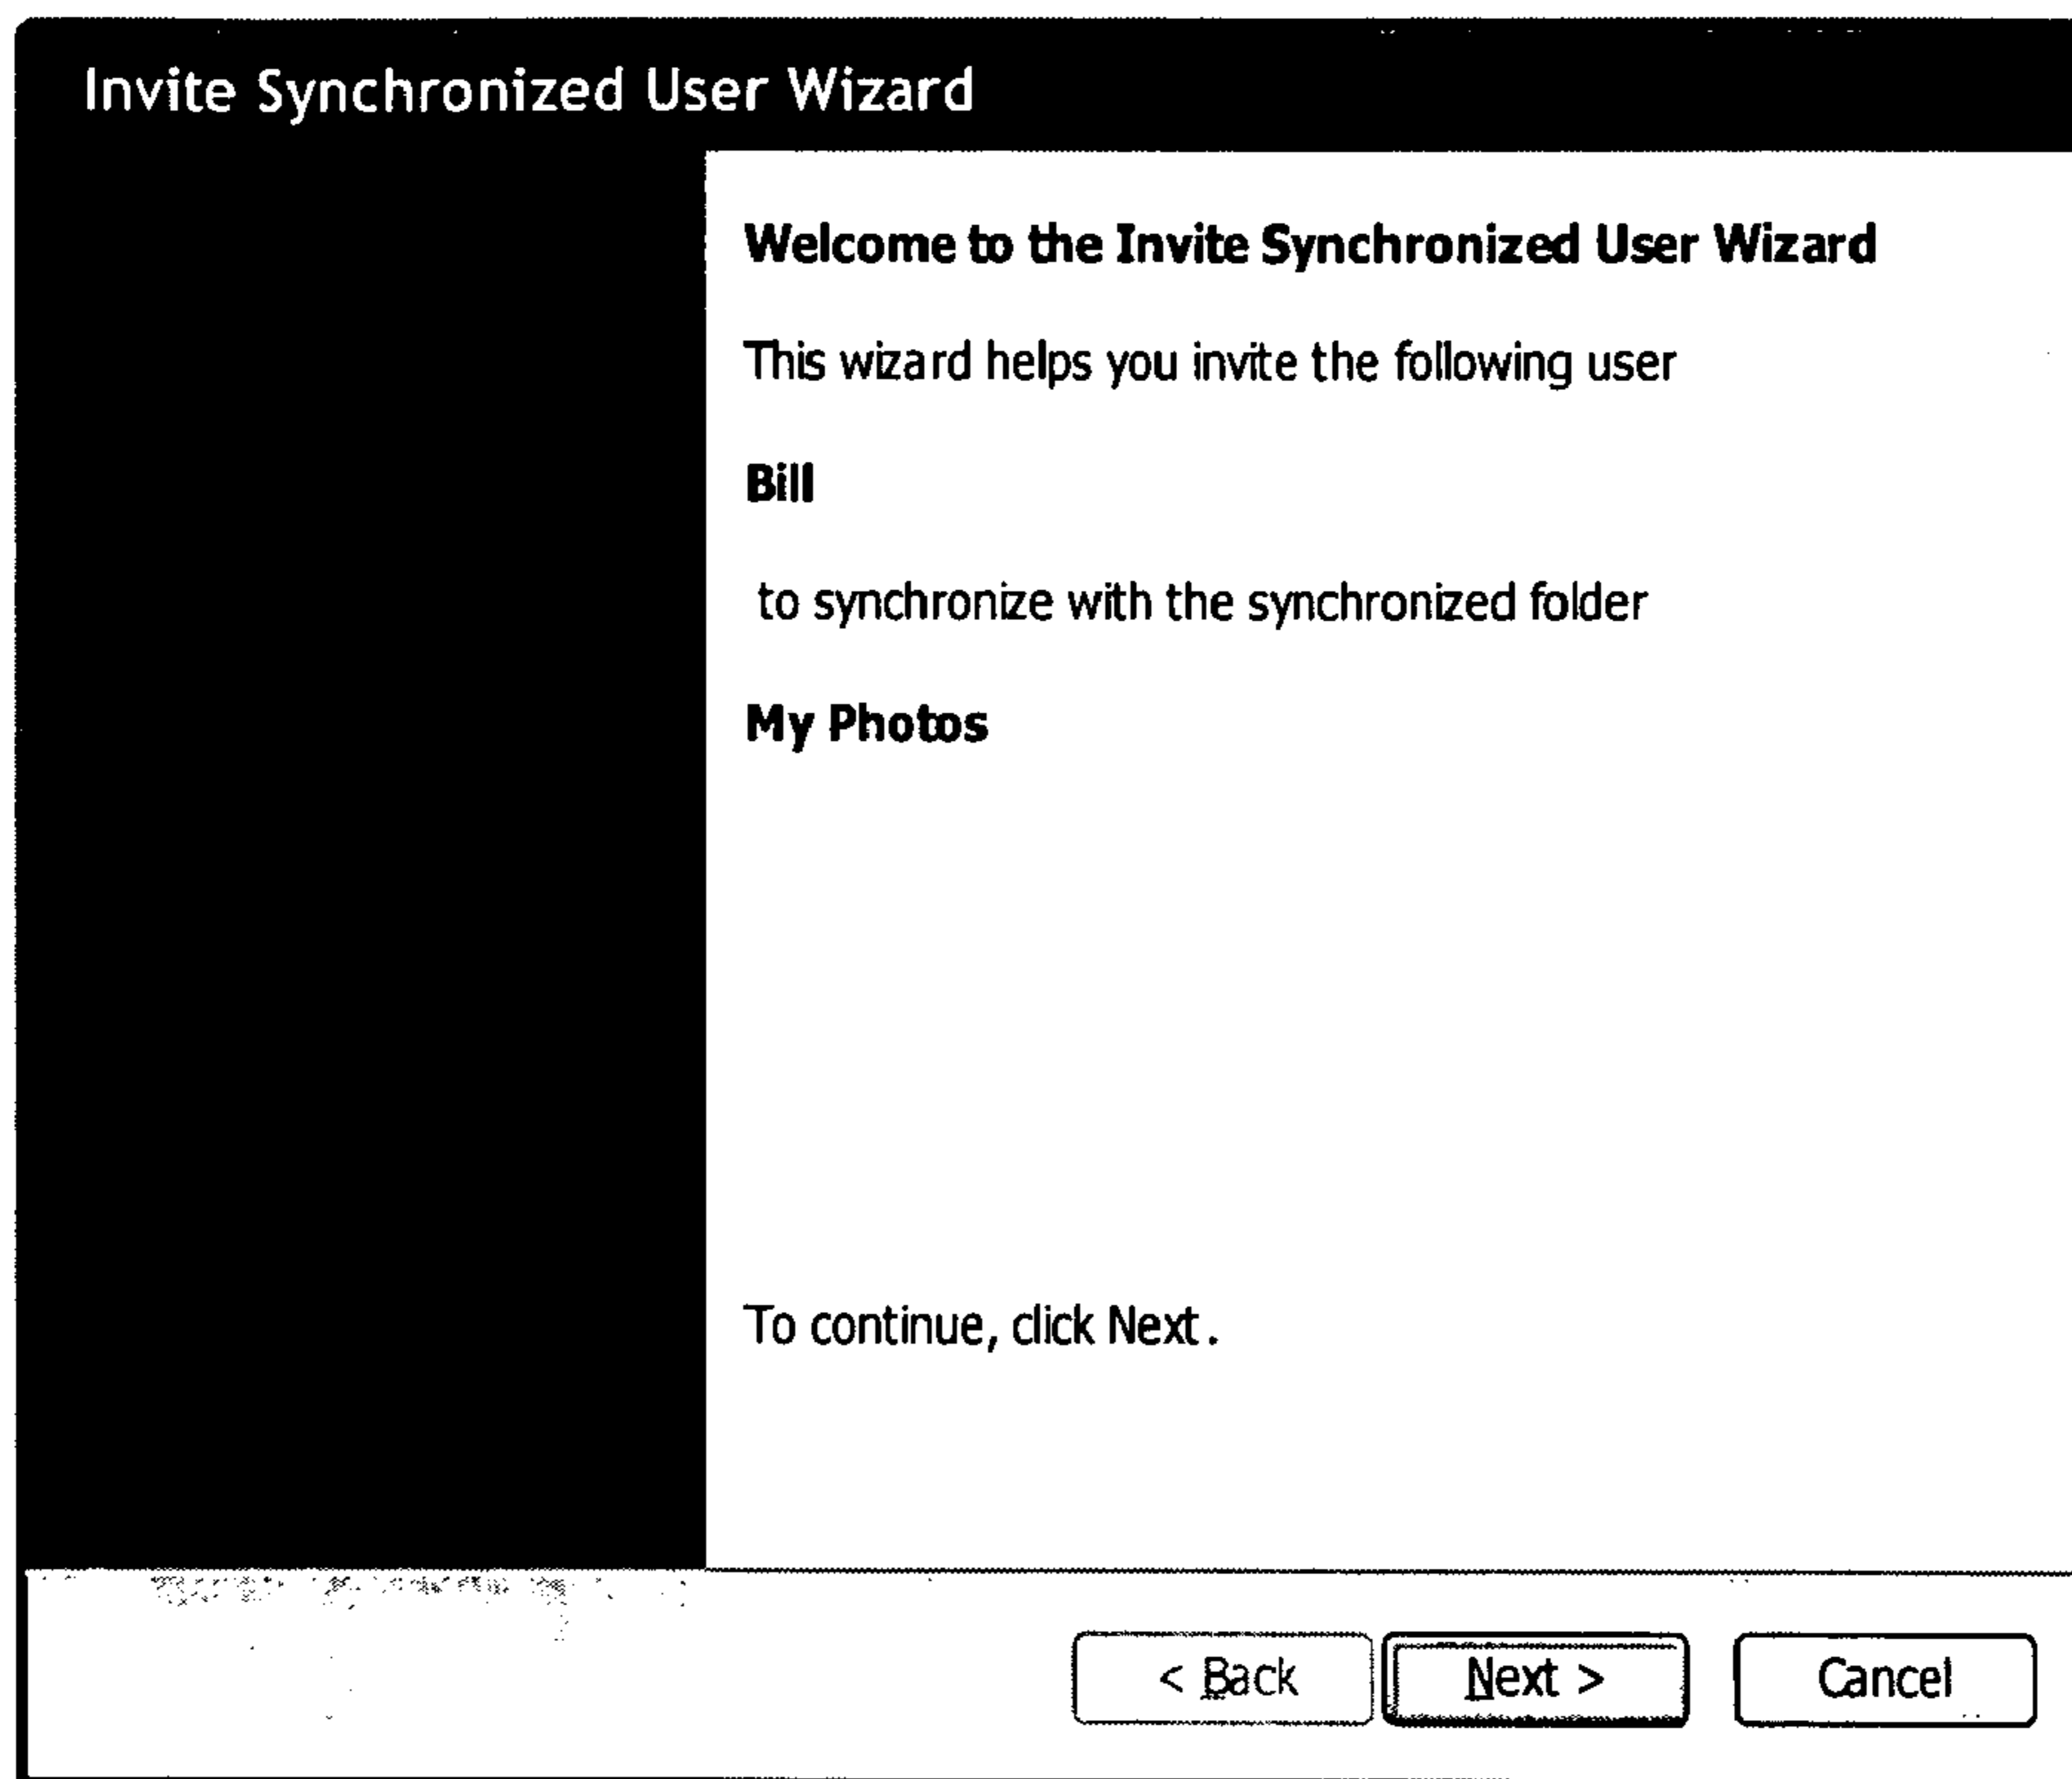 Invite Synchronized User Wizard
Welcome to the Invite Synchronized User Wizard
This wizard helps you invite the following user
Bill
to synchronize with the synchronized folder
My Photos
To continue, click Next.
< Back Next > Cancel